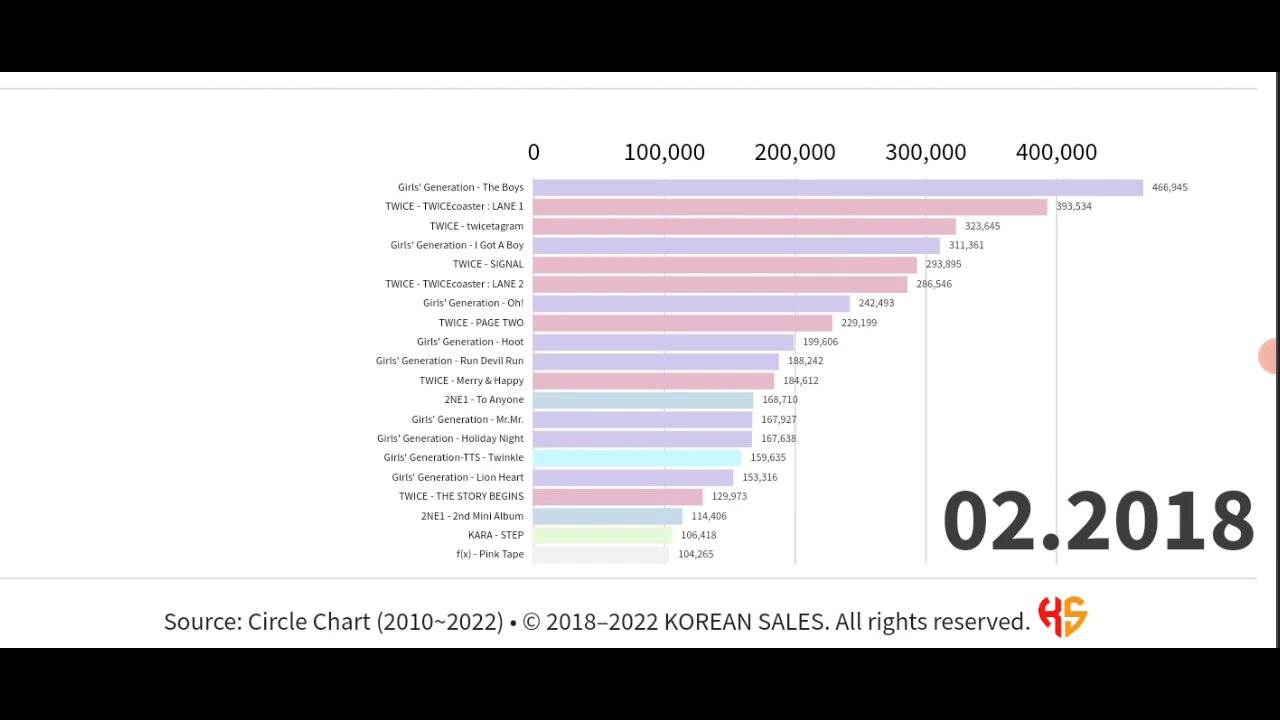 0 100,000 200,000 300,000 400,000
Girls' Generation - The Boys 466,945
TWICE - TWICEcoaster : LANE 1 393,534
TWICE - twicetagram 323,645
Girls' Generation - I Got A Boy 311,361
TWICE - SIGNAL 293,895
TWICE - TWICEcoaster : LANE 2 286,546
Girls' Generation - Oh! 242,493
TWICE - PAGE TWO 229,199
Girls' Generation - Hoot 199,606
Girls' Generation - Run Devil Run 188,242
TWICE - Merry & Happy 184,612
2NE1 - To Anyone 168,710
Girls' Generation - Mr.Mr. 167,927
Girls' Generation - Holiday Night 167,638
Girls' Generation-TTS - Twinkle 159,635
Girls' Generation - Lion Heart 153,316
TWICE - THE STORY BEGINS 129,973
2NE1 - 2nd Mini Album 114,406
KARA - STEP 106,418
f(x) - Pink Tape 104,265
02.2018
Source: Circle Chart (2010~2022) • © 2018–2022 KOREAN SALES. All rights reserved. KS